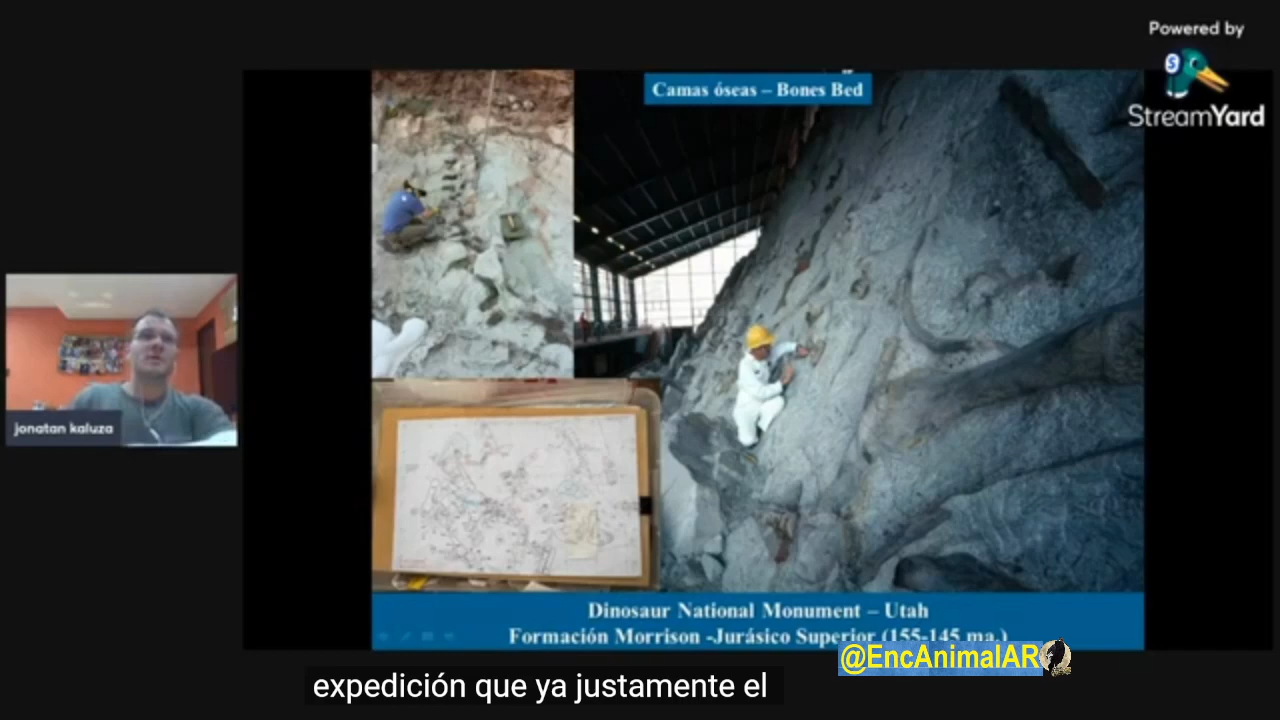 Powered by
S
StreamYard
Camas óseas – Bones Bed
jonatan kaluza
Dinosaur National Monument – Utah
Formación Morrison -Jurásico Superior (155-145 ma.)
@EncAnimalAR
expedición que ya justamente el